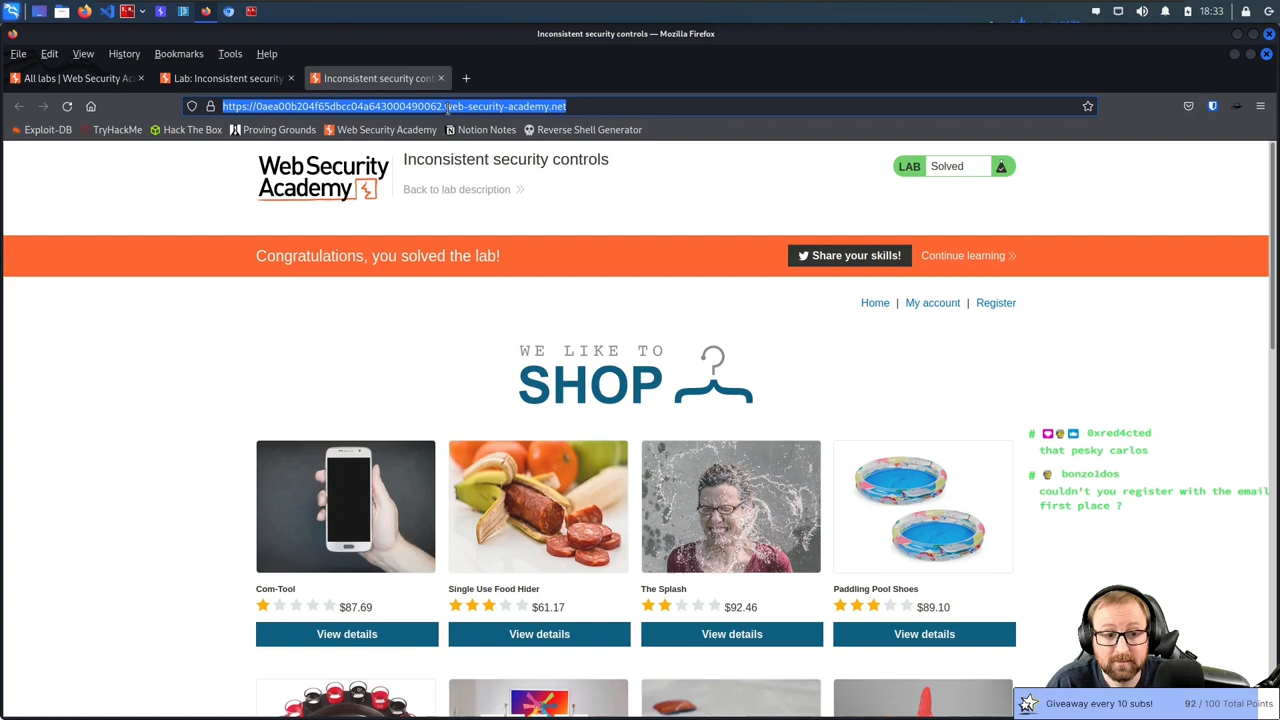 18:33
Inconsistent security controls — Mozilla Firefox
File Edit View History Bookmarks Tools Help
All labs | Web Security Ac
Lab: Inconsistent security
Inconsistent security cont
https://0aea00b204f65dbcc04a643000490062.web-security-academy.net
Exploit-DB TryHackMe Hack The Box Proving Grounds Web Security Academy Notion Notes Reverse Shell Generator
Web Security
Academy
Inconsistent security controls
Back to lab description
LAB Solved
Congratulations, you solved the lab!
Share your skills!
Continue learning
Home | My account | Register
WE LIKE TO
SHOP
Com-Tool
$87.69
View details
Single Use Food Hider
$61.17
View details
The Splash
$92.46
View details
Paddling Pool Shoes
$89.10
View details
# 0xred4cted
that pesky carlos
# bonzo1dos
couldn't you register with the email
first place ?
Giveaway every 10 subs! 92 / 100 Total Points